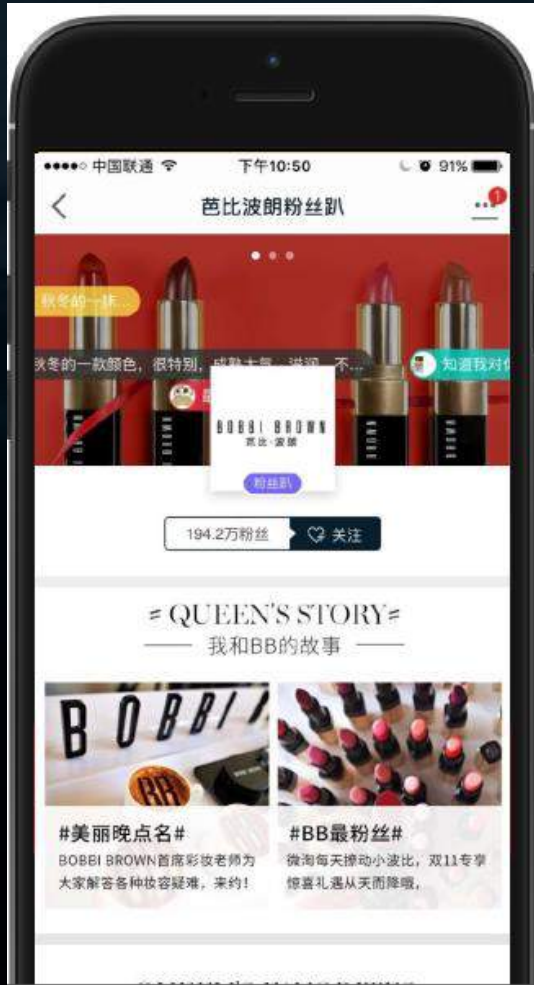 中国联通
下午10:50
91%
芭比波朗粉丝趴
1
秋冬的一抹...
秋冬的一款颜色，很特别，成熟大气，滋润，不...
知道我对你
BOBBI BROWN
芭比·波朗
粉丝趴
194.2万粉丝
关注
QUEEN'S STORY
我和BB的故事
BOBBI
BB
#美丽晚点名#
BOBBI BROWN首席彩妆老师为
大家解答各种妆容疑难，来约！
#BB最粉丝#
微淘每天撩动小波比，双11专享
惊喜礼遇从天而降哦，